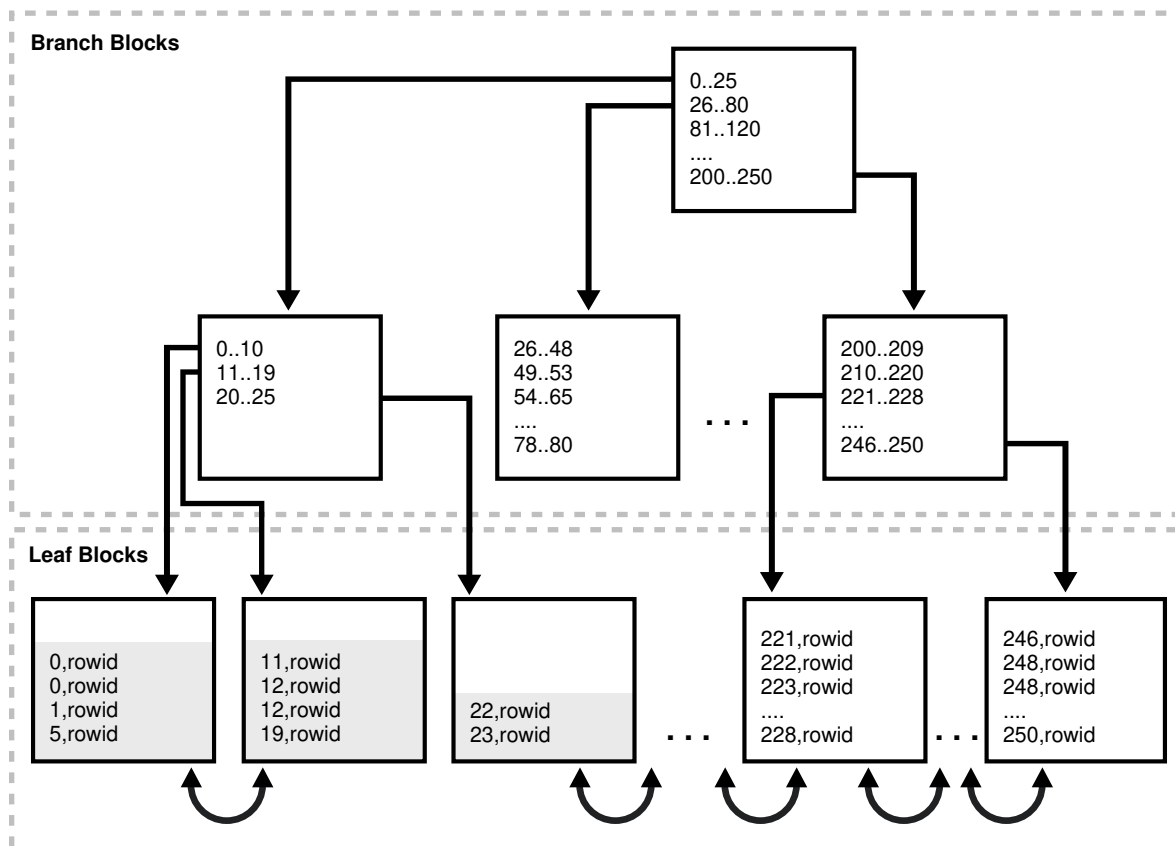 Branch Blocks
0..25
26..80
81..120
....
200..250
0..10
11..19
20..25
26..48
49..53
54..65
....
78..80
. . .
200..209
210..220
221..228
....
246..250
Leaf Blocks
0,rowid
0,rowid
1,rowid
5,rowid
11,rowid
12,rowid
12,rowid
19,rowid
22,rowid
23,rowid
. . .
221,rowid
222,rowid
223,rowid
....
228,rowid
. . .
246,rowid
248,rowid
248,rowid
....
250,rowid